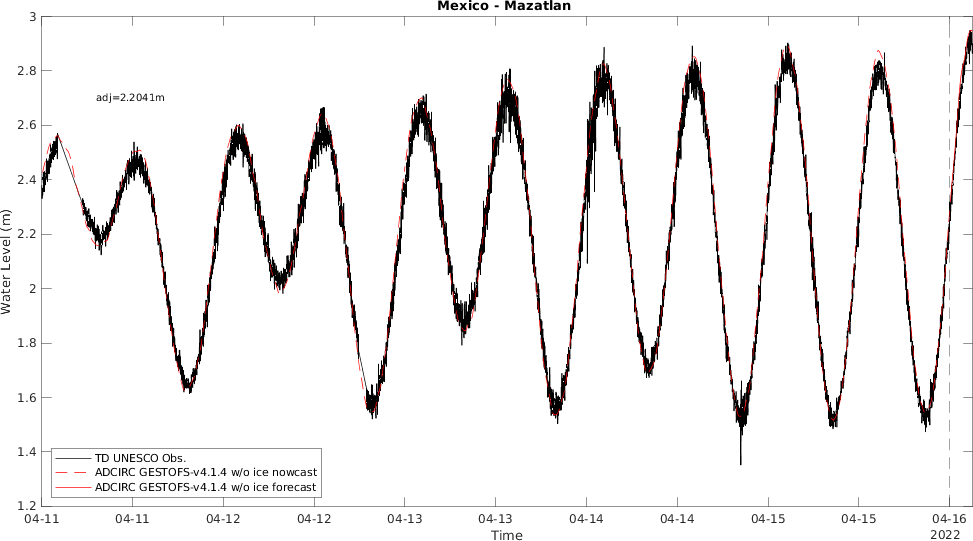 Mexico - Mazatlan
3
2.8
2.6
2.4
2.2
2
1.8
1.6
1.4
1.2
Water Level (m)
adj=2.2041m
TD UNESCO Obs.
ADCIRC GESTOFS-v4.1.4 w/o ice nowcast
ADCIRC GESTOFS-v4.1.4 w/o ice forecast
04-11 04-11 04-12 04-12 04-13 04-13 04-14 04-14 04-15 04-15 04-16
2022
Time